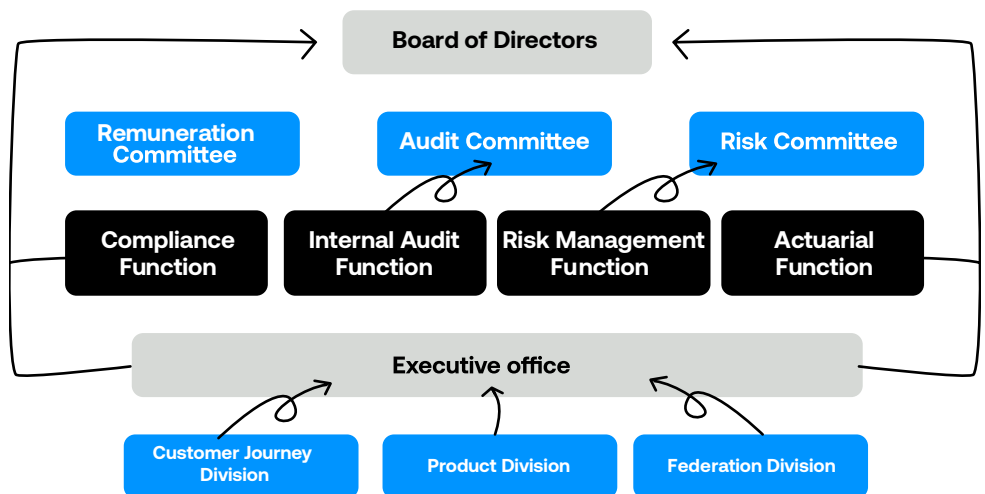 Board of Directors
Remuneration
Committee
Audit Committee
Risk Committee
Compliance
Function
Internal Audit
Function
Risk Management
Function
Actuarial
Function
Executive office
Customer Journey
Division
Product Division
Federation Division